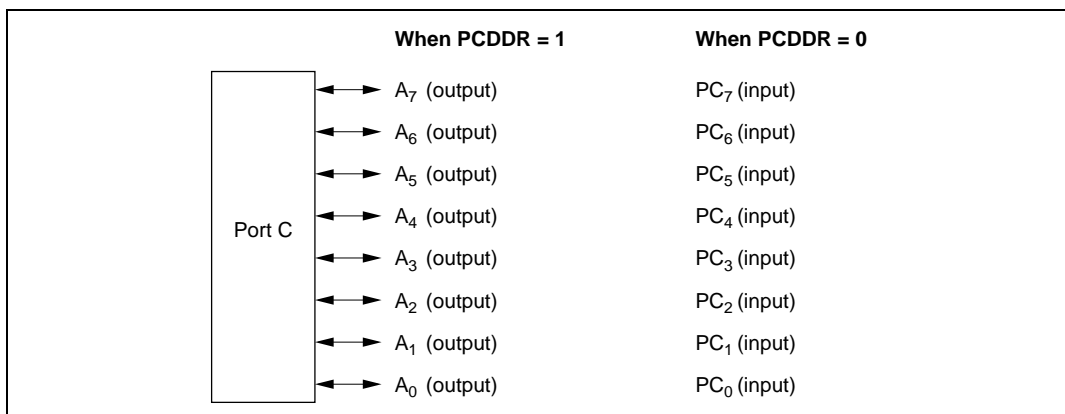 When PCDDR = 1 When PCDDR = 0
A7 (output) PC7 (input)
A6 (output) PC6 (input)
A5 (output) PC5 (input)
A4 (output) PC4 (input)
Port C
A3 (output) PC3 (input)
A2 (output) PC2 (input)
A1 (output) PC1 (input)
A0 (output) PC0 (input)